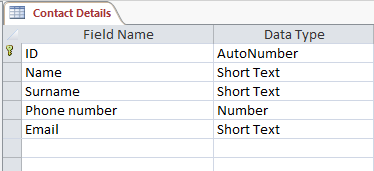 Contact Details
Field Name Data Type
ID AutoNumber
Name Short Text
Surname Short Text
Phone number Number
Email Short Text